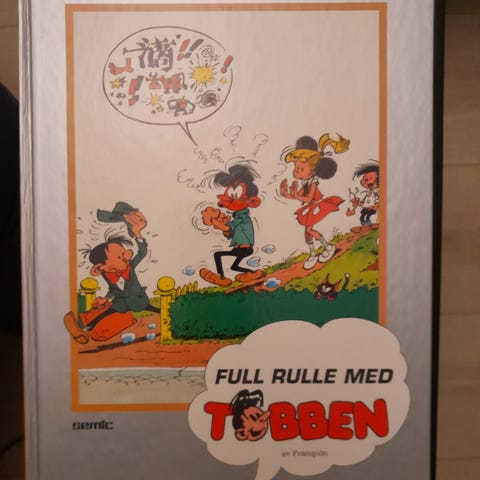 FULL RULLE MED
TOBBEN
av Franquin
semic